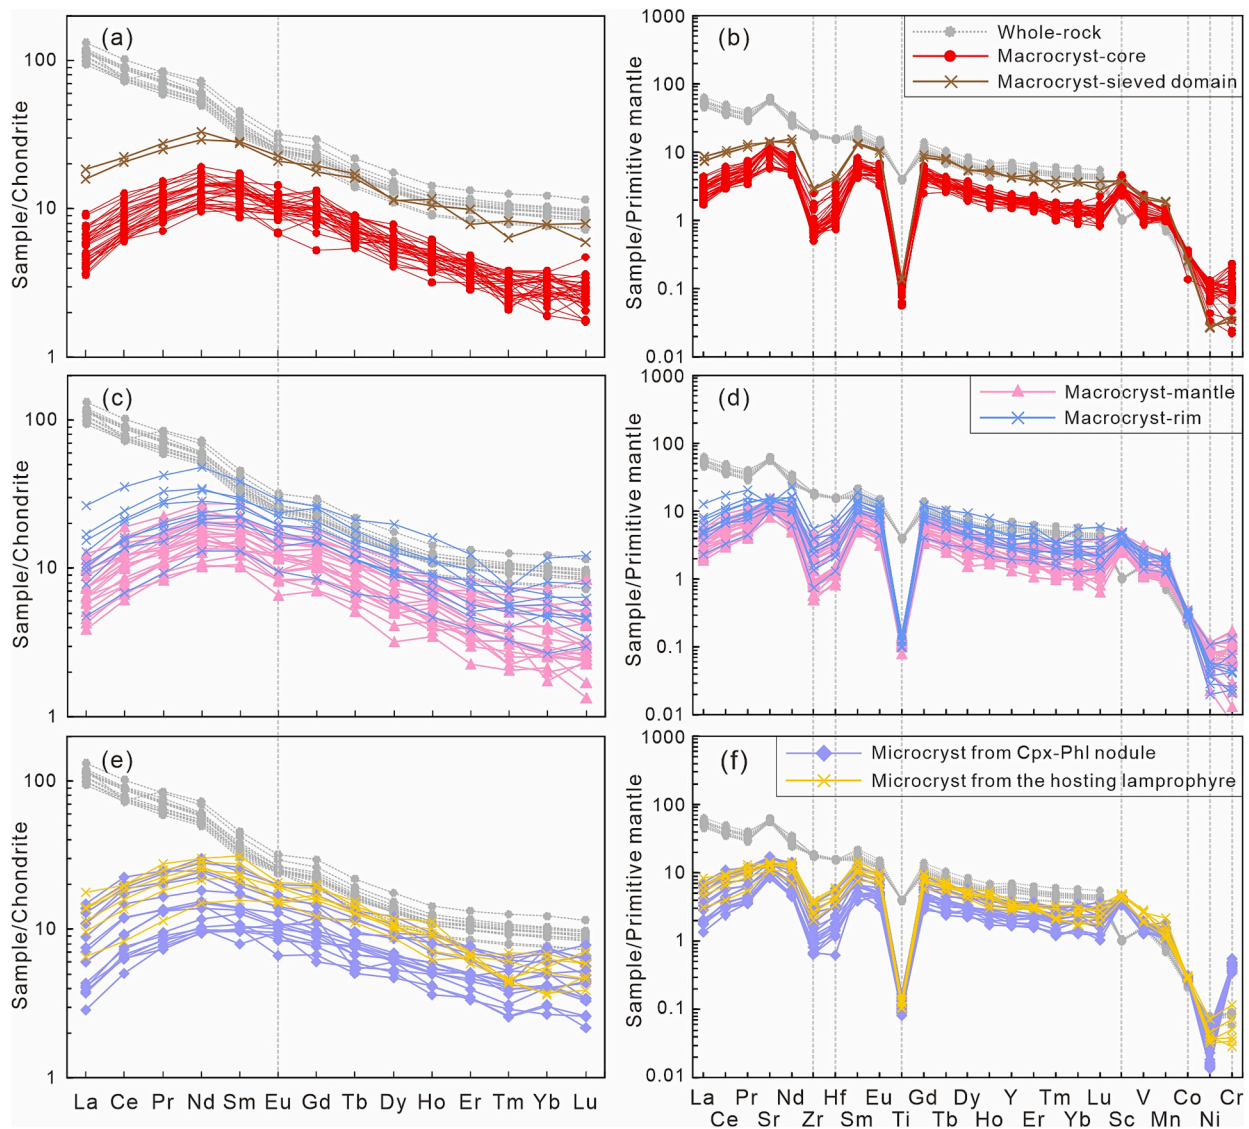 (a)
100
10
1
Sample/Chondrite
(b)
1000
100
10
1
0.1
0.01
Sample/Primitive mantle
Whole-rock
Macrocryst-core
Macrocryst-sieved domain
(c)
100
10
1
Sample/Chondrite
(d)
1000
100
10
1
0.1
0.01
Sample/Primitive mantle
Macrocryst-mantle
Macrocryst-rim
(e)
100
10
1
Sample/Chondrite
La Ce Pr Nd Sm Eu Gd Tb Dy Ho Er Tm Yb Lu
(f)
1000
100
10
1
0.1
0.01
Sample/Primitive mantle
Microcryst from Cpx-Phl nodule
Microcryst from the hosting lamprophyre
La Pr Nd Hf Eu Gd Dy Y Tm Lu V Co Cr
Ce Sr Zr Sm Ti Tb Ho Er Yb Sc Mn Ni